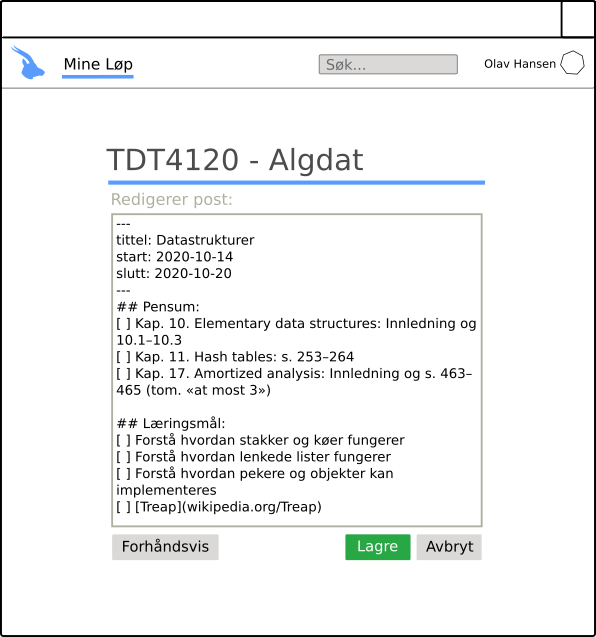 Mine Løp
Søk...
Olav Hansen
TDT4120 - Algdat
Redigerer post:
---
tittel: Datastrukturer
start: 2020-10-14
slutt: 2020-10-20
---
## Pensum:
[ ] Kap. 10. Elementary data structures: Innledning og
10.1–10.3
[ ] Kap. 11. Hash tables: s. 253–264
[ ] Kap. 17. Amortized analysis: Innledning og s. 463–
465 (tom. «at most 3»)
## Læringsmål:
[ ] Forstå hvordan stakker og køer fungerer
[ ] Forstå hvordan lenkede lister fungerer
[ ] Forstå hvordan pekere og objekter kan
implementeres
[ ] [Treap](wikipedia.org/Treap)
Forhåndsvis
Lagre
Avbryt